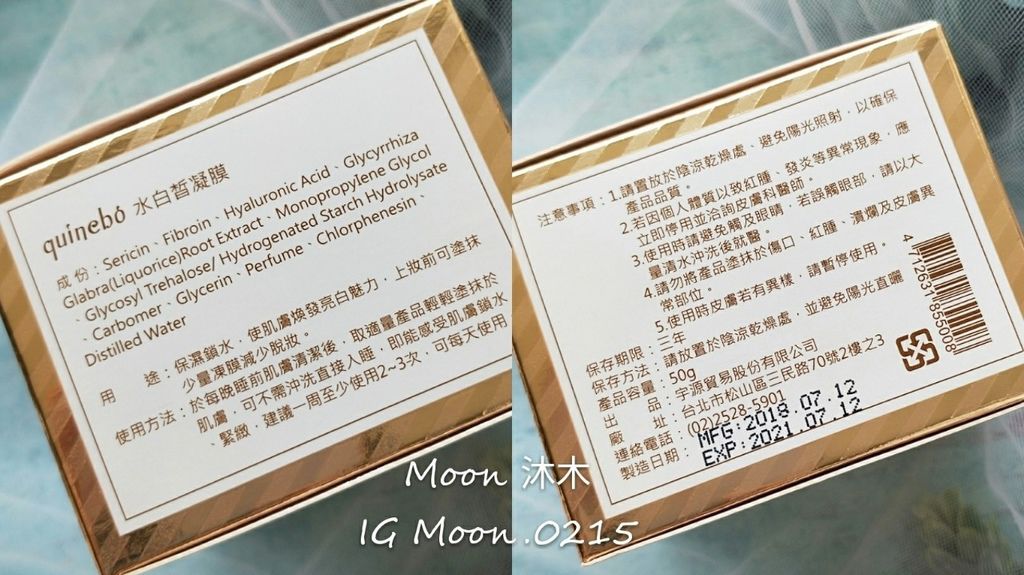 quinebó 水白皙凝膜
成份：Sericin、Fibroin、Hyaluronic Acid、Glycyrrhiza
Glabra(Liquorice)Root Extract、Monopropylene Glycol
、Glycosyl Trehalose/ Hydrogenated Starch Hydrolysate
、Carbomer、Glycerin、Perfume、Chlorphenesin、
Distilled Water
用　　途：保濕鎖水，使肌膚煥發亮白魅力，上妝前可塗抹
少量凍膜減少脫妝。
使用方法：於每晚睡前肌膚清潔後，取適量產品輕輕塗抹於
肌膚，可不需沖洗直接入睡，即能感受肌膚鎖水
緊緻，建議一周至少使用2~3次，可每天使用
注意事項：1.請置放於陰涼乾燥處、避免陽光照射，以確保
產品品質。
2.若因個人體質以致紅腫、發炎等異常現象，應
立即停用並洽詢皮膚科醫師。
3.使用時請避免觸及眼睛，若誤觸眼部，請以大
量清水沖洗後就醫。
4.請勿將產品塗抹於傷口、紅腫、潰爛及皮膚異
常部位。
5.使用時皮膚若有異樣，請暫停使用。
保存期限：三年
保存方法：請放置於陰涼乾燥處，並避免陽光直曬
產品容量：50g
出　　品：宇源貿易股份有限公司
廠　　址：台北市松山區三民路70號2樓之3
連絡電話：(02)2528-5901
製造日期：
MFG:2018.07.12
EXP:2021.07.12
Moon 沐木
IG Moon.0215